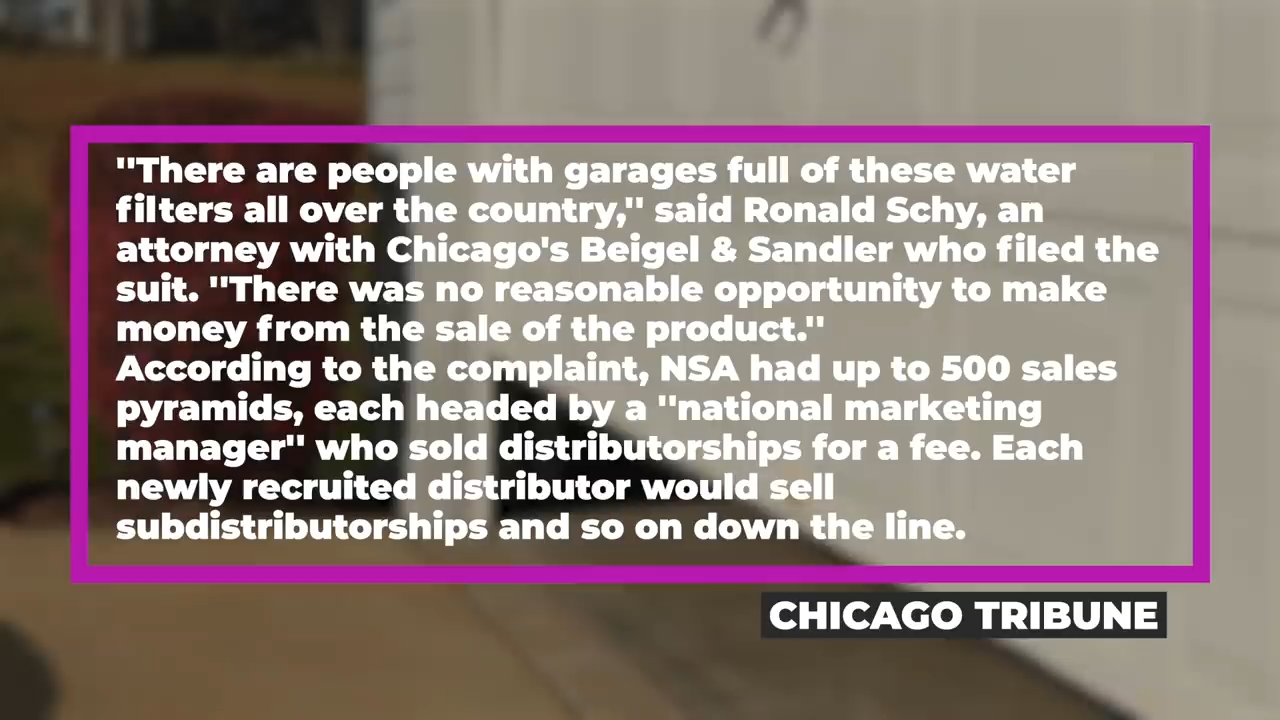 "There are people with garages full of these water
filters all over the country," said Ronald Schy, an
attorney with Chicago's Beigel & Sandler who filed the
suit. "There was no reasonable opportunity to make
money from the sale of the product."
According to the complaint, NSA had up to 500 sales
pyramids, each headed by a "national marketing
manager" who sold distributorships for a fee. Each
newly recruited distributor would sell
subdistributorships and so on down the line.
CHICAGO TRIBUNE